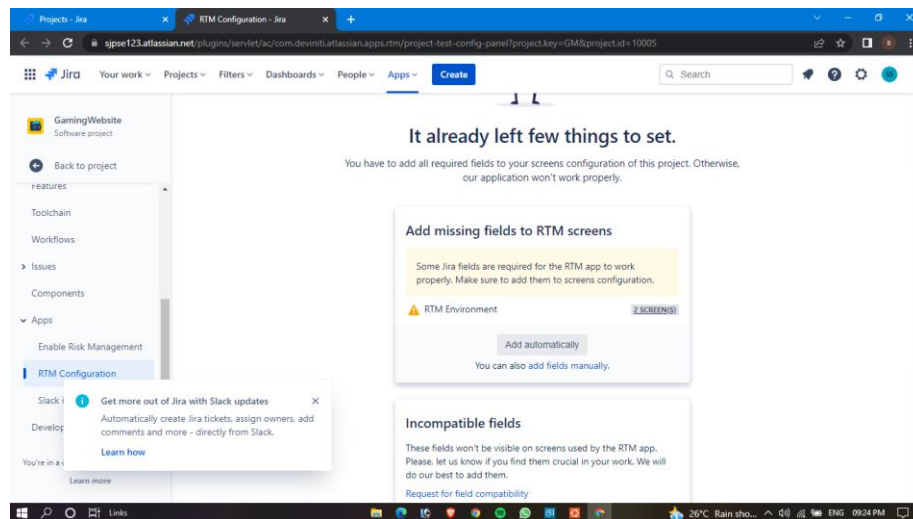 Projects - Jira
RTM Configuration - Jira
sjpse123.atlassian.net/plugins/servlet/ac/com.deviniti.atlassian.apps.rtm/project-test-config-panel?project.key=GM&project.id=10005
Jira Your work Projects Filters Dashboards People Apps Create Search
GamingWebsite
Software project
Back to project
Features
Toolchain
Workflows
Issues
Components
Apps
Enable Risk Management
RTM Configuration
Slack i
Develop
You're in a
Learn more
Get more out of Jira with Slack updates
Automatically create Jira tickets, assign owners, add
comments and more - directly from Slack.
Learn how
It already left few things to set.
You have to add all required fields to your screens configuration of this project. Otherwise,
our application won't work properly.
Add missing fields to RTM screens
Some Jira fields are required for the RTM app to work
properly. Make sure to add them to screens configuration.
RTM Environment 2 SCREEN(S)
Add automatically
You can also add fields manually.
Incompatible fields
These fields won't be visible on screens used by the RTM app.
Please, let us know if you find them crucial in your work. We will
do our best to add them.
Request for field compatibility
Links 26°C Rain sho... ENG 09:24 PM